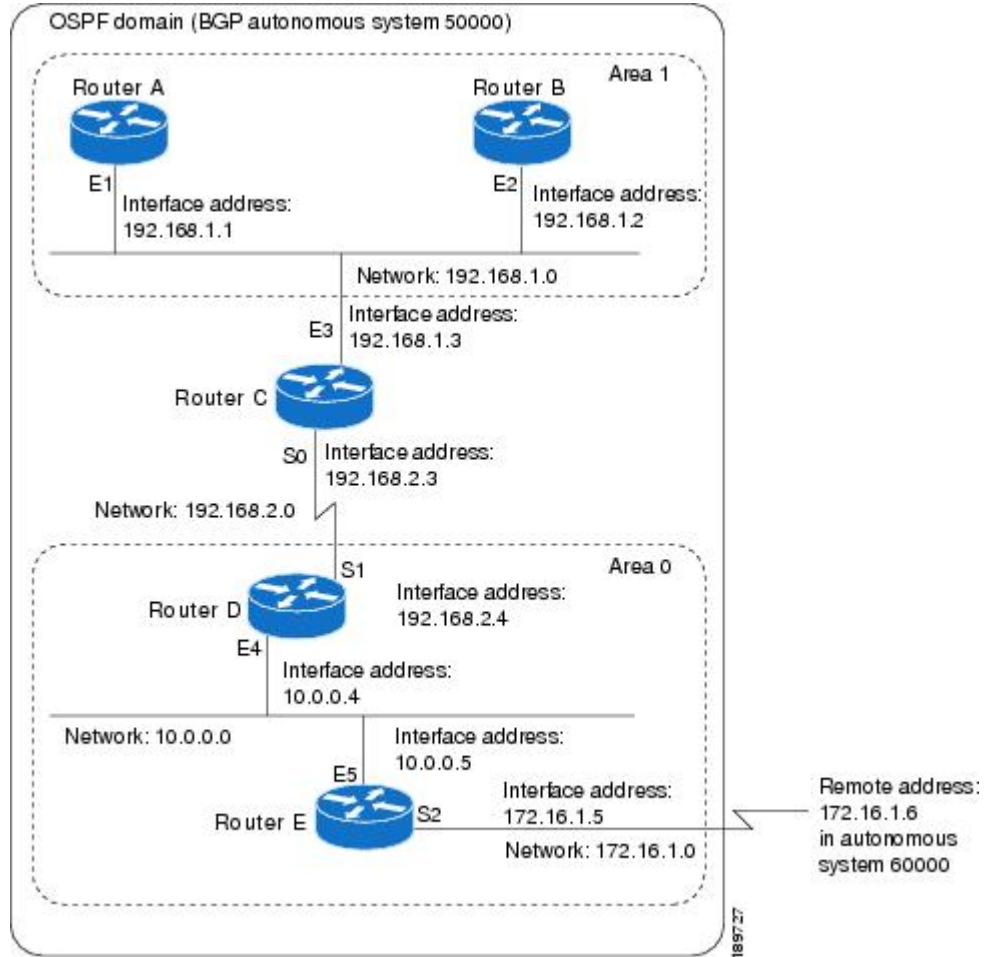 OSPF domain (BGP autonomous system 50000)
Area 1
Router A
Router B
E1
Interface address:
192.168.1.1
E2
Interface address:
192.168.1.2
Network: 192.168.1.0
E3
Interface address:
192.168.1.3
Router C
S0
Interface address:
192.168.2.3
Network: 192.168.2.0
Area 0
S1
Router D
Interface address:
192.168.2.4
E4
Interface address:
10.0.0.4
Network: 10.0.0.0
Interface address:
10.0.0.5
E5
Router E
S2
Interface address:
172.16.1.5
Network: 172.16.1.0
Remote address:
172.16.1.6
in autonomous
system 60000
189727